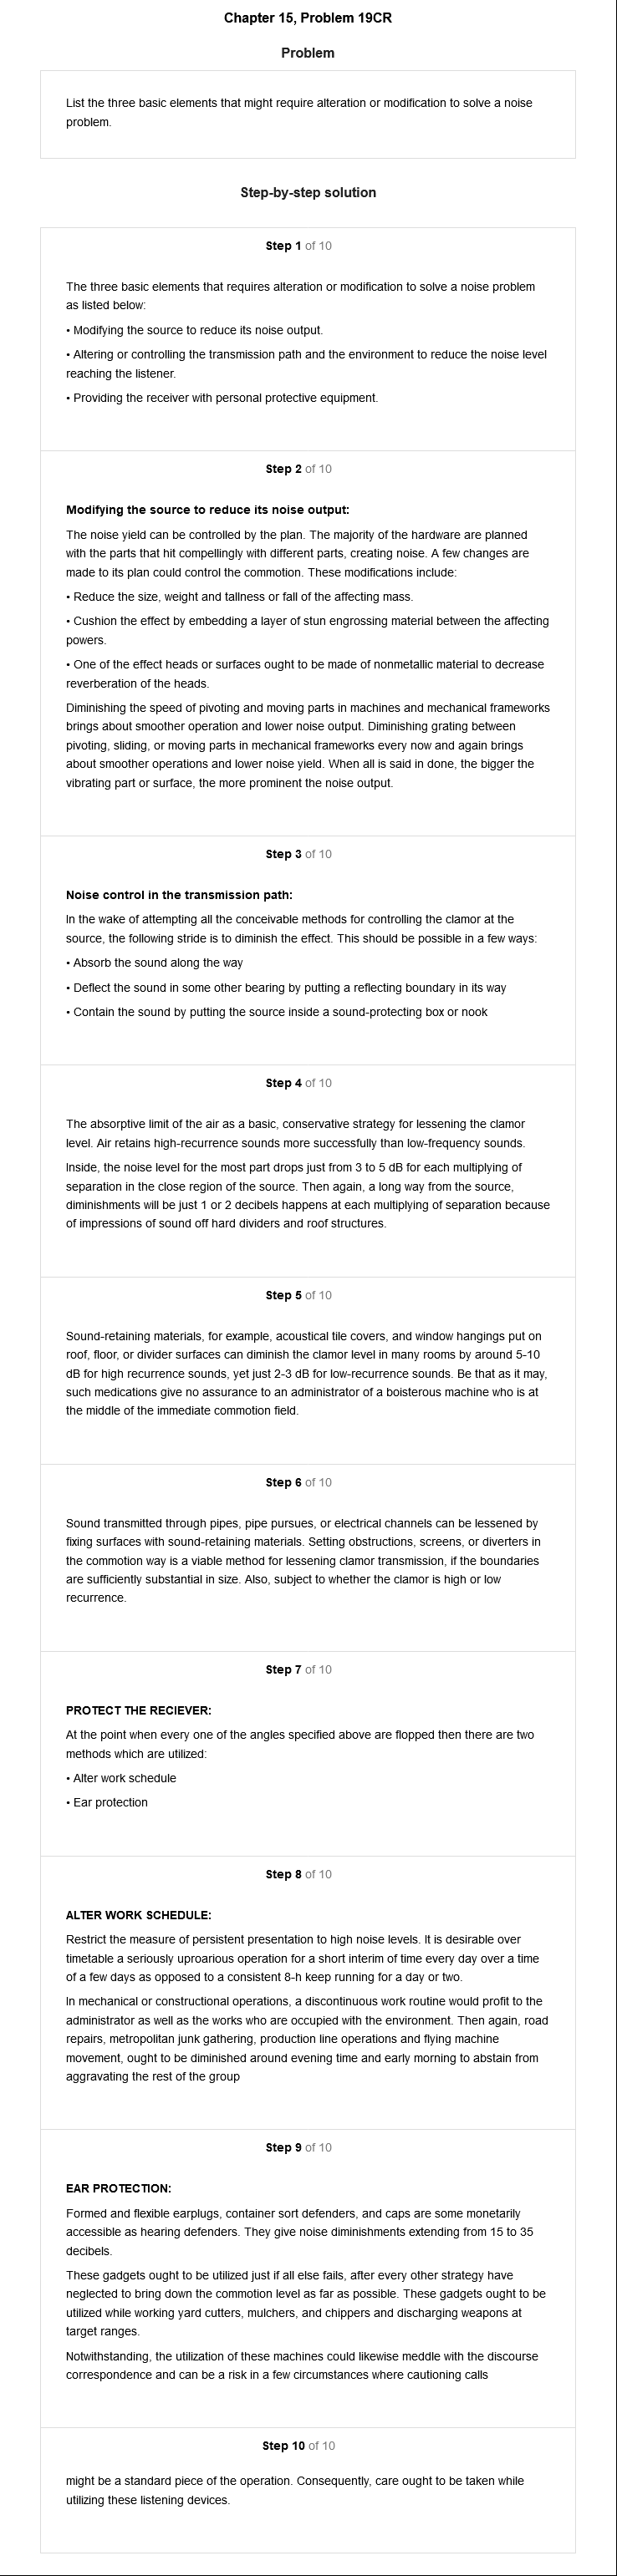 Chapter 15, Problem 19CR
Problem
List the three basic elements that might require alteration or modification to solve a noise
problem.
Step-by-step solution
Step 1 of 10
The three basic elements that requires alteration or modification to solve a noise problem
as listed below:
• Modifying the source to reduce its noise output.
• Altering or controlling the transmission path and the environment to reduce the noise level
reaching the listener.
• Providing the receiver with personal protective equipment.
Step 2 of 10
Modifying the source to reduce its noise output:
The noise yield can be controlled by the plan. The majority of the hardware are planned
with the parts that hit compellingly with different parts, creating noise. A few changes are
made to its plan could control the commotion. These modifications include:
• Reduce the size, weight and tallness or fall of the affecting mass.
• Cushion the effect by embedding a layer of stun engrossing material between the affecting
powers.
• One of the effect heads or surfaces ought to be made of nonmetallic material to decrease
reverberation of the heads.
Diminishing the speed of pivoting and moving parts in machines and mechanical frameworks
brings about smoother operation and lower noise output. Diminishing grating between
pivoting, sliding, or moving parts in mechanical frameworks every now and again brings
about smoother operations and lower noise yield. When all is said in done, the bigger the
vibrating part or surface, the more prominent the noise output.
Step 3 of 10
Noise control in the transmission path:
In the wake of attempting all the conceivable methods for controlling the clamor at the
source, the following stride is to diminish the effect. This should be possible in a few ways:
• Absorb the sound along the way
• Deflect the sound in some other bearing by putting a reflecting boundary in its way
• Contain the sound by putting the source inside a sound-protecting box or nook
Step 4 of 10
The absorptive limit of the air as a basic, conservative strategy for lessening the clamor
level. Air retains high-recurrence sounds more successfully than low-frequency sounds.
Inside, the noise level for the most part drops just from 3 to 5 dB for each multiplying of
separation in the close region of the source. Then again, a long way from the source,
diminishments will be just 1 or 2 decibels happens at each multiplying of separation because
of impressions of sound off hard dividers and roof structures.
Step 5 of 10
Sound-retaining materials, for example, acoustical tile covers, and window hangings put on
roof, floor, or divider surfaces can diminish the clamor level in many rooms by around 5-10
dB for high recurrence sounds, yet just 2-3 dB for low-recurrence sounds. Be that as it may,
such medications give no assurance to an administrator of a boisterous machine who is at
the middle of the immediate commotion field.
Step 6 of 10
Sound transmitted through pipes, pipe pursues, or electrical channels can be lessened by
fixing surfaces with sound-retaining materials. Setting obstructions, screens, or diverters in
the commotion way is a viable method for lessening clamor transmission, if the boundaries
are sufficiently substantial in size. Also, subject to whether the clamor is high or low
recurrence.
Step 7 of 10
PROTECT THE RECIEVER:
At the point when every one of the angles specified above are flopped then there are two
methods which are utilized:
• Alter work schedule
• Ear protection
Step 8 of 10
ALTER WORK SCHEDULE:
Restrict the measure of persistent presentation to high noise levels. It is desirable over
timetable a seriously uproarious operation for a short interim of time every day over a time
of a few days as opposed to a consistent 8-h keep running for a day or two.
In mechanical or constructional operations, a discontinuous work routine would profit to the
administrator as well as the works who are occupied with the environment. Then again, road
repairs, metropolitan junk gathering, production line operations and flying machine
movement, ought to be diminished around evening time and early morning to abstain from
aggravating the rest of the group
Step 9 of 10
EAR PROTECTION:
Formed and flexible earplugs, container sort defenders, and caps are some monetarily
accessible as hearing defenders. They give noise diminishments extending from 15 to 35
decibels.
These gadgets ought to be utilized just if all else fails, after every other strategy have
neglected to bring down the commotion level as far as possible. These gadgets ought to be
utilized while working yard cutters, mulchers, and chippers and discharging weapons at
target ranges.
Notwithstanding, the utilization of these machines could likewise meddle with the discourse
correspondence and can be a risk in a few circumstances where cautioning calls
Step 10 of 10
might be a standard piece of the operation. Consequently, care ought to be taken while
utilizing these listening devices.